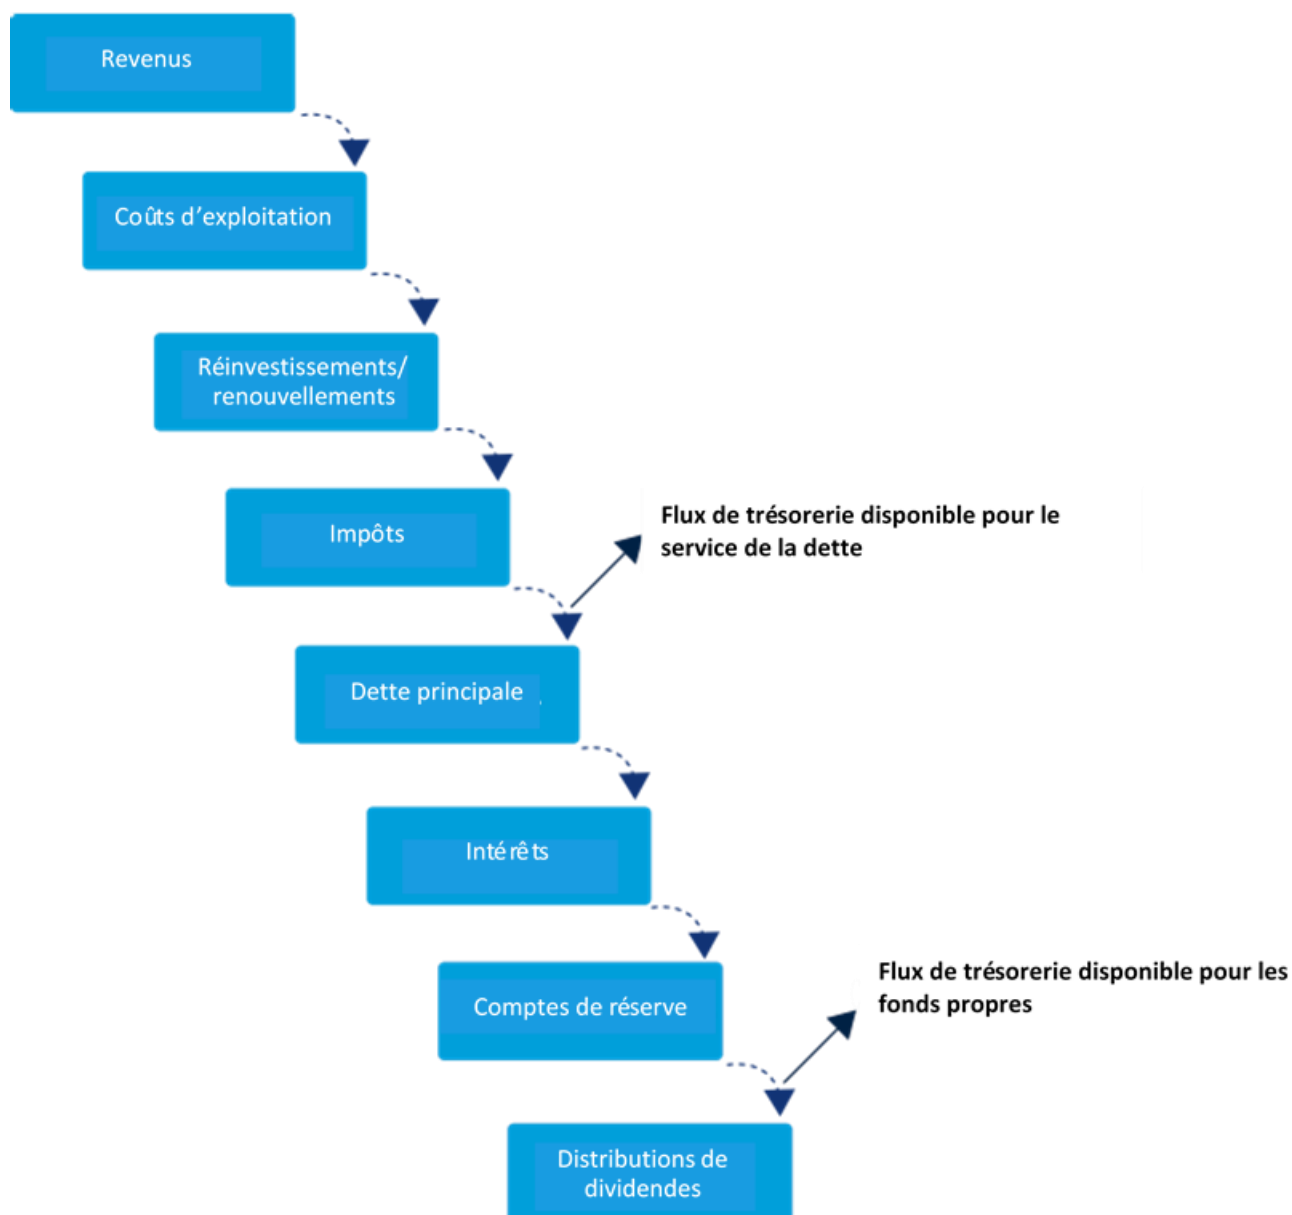 Revenus
Coûts d’exploitation
Réinvestissements/
renouvellements
Impôts
Flux de trésorerie disponible pour le
service de la dette
Dette principale
Intérêts
Flux de trésorerie disponible pour les
fonds propres
Comptes de réserve
Distributions de
dividendes